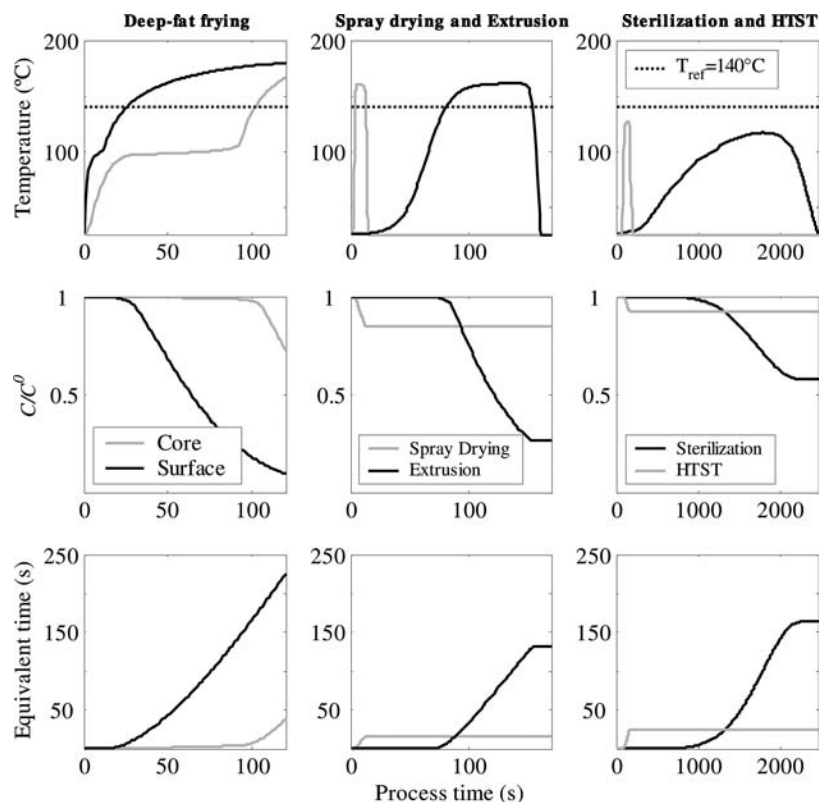 Deep-fat frying Spray drying and Extrusion Sterilization and HTST
Temperature (ºC)
200
100
0 50 100
200
100
0 100
200
100
0 1000 2000
T_ref=140°C
C/C⁰
1
0.5
0 50 100
Core
Surface
1
0.5
0 100
Spray Drying
Extrusion
1
0.5
0 1000 2000
Sterilization
HTST
Equivalent time (s)
250
150
50
0 50 100
250
150
50
0 100
250
150
50
0 1000 2000
Process time (s)